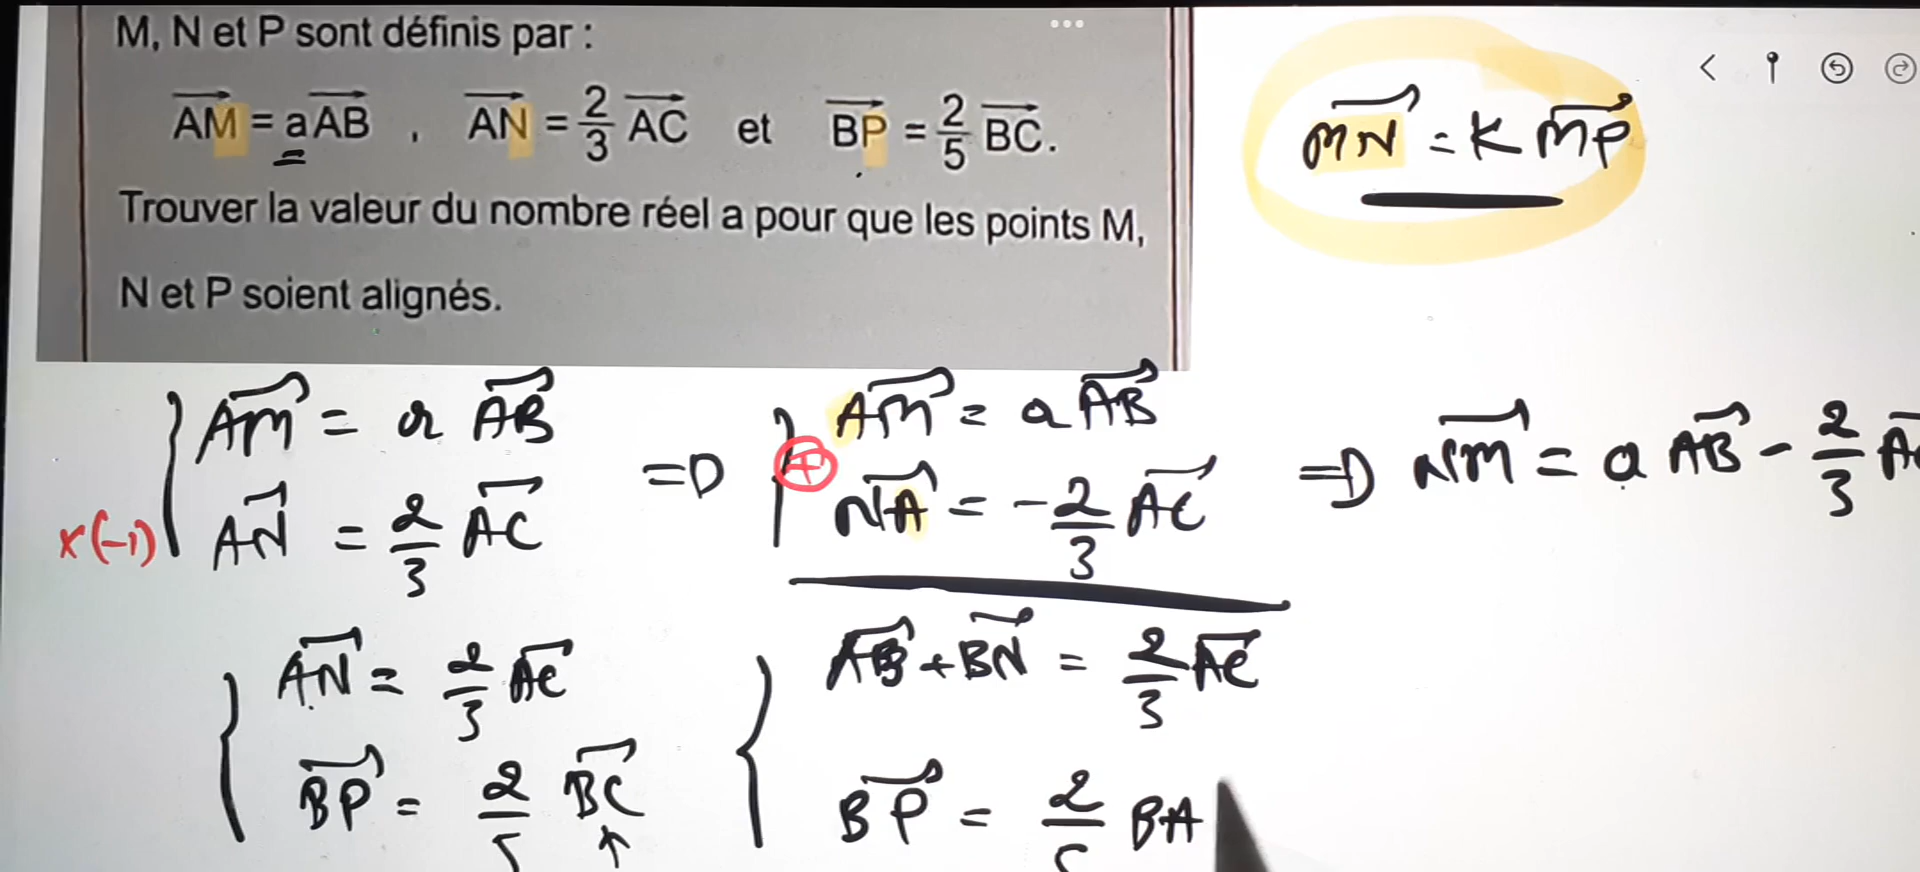 M, N et P sont définis par :
AM = aAB , AN = 2/3 AC et BP = 2/5 BC.
Trouver la valeur du nombre réel a pour que les points M,
N et P soient alignés.
MN = K MP
AM = a AB
x(-1) AN = 2/3 AC
=D
AM = a AB
+
NA = -2/3 AC
=D NM = a AB - 2/3
AN = 2/3 AC
BP = 2/5 BC
AB + BN = 2/3 AC
BP = 2/5 BA